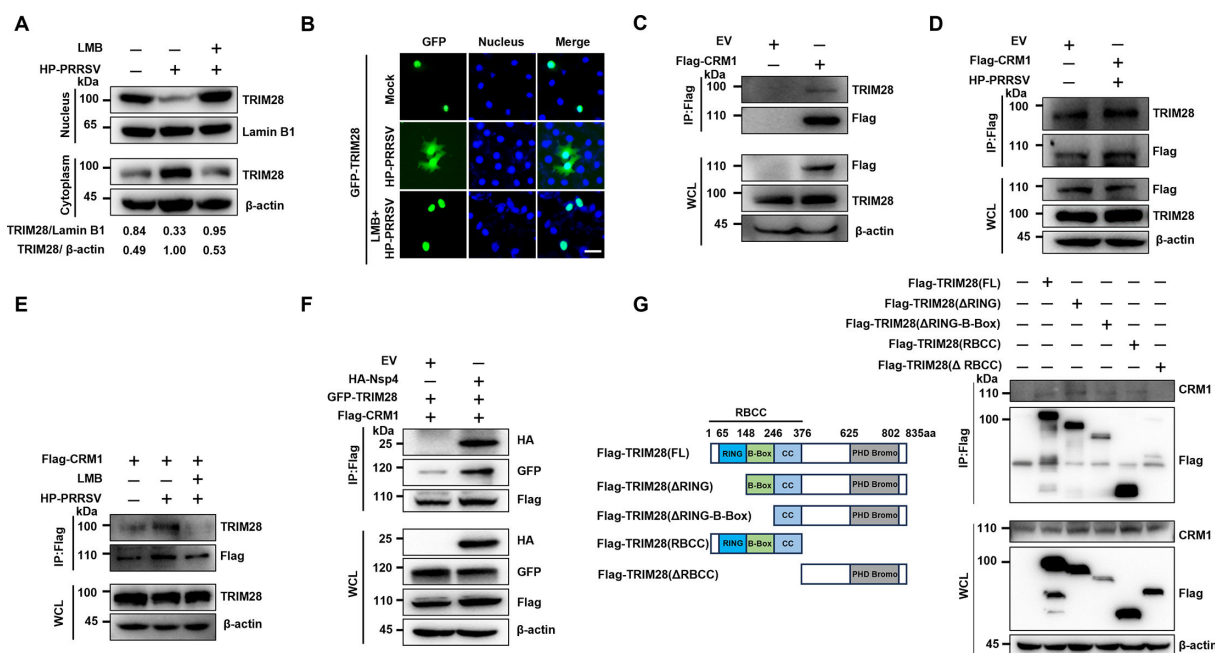 A
LMB – – +
HP-PRRSV – + +
kDa
Nucleus
100 TRIM28
65 Lamin B1
Cytoplasm
100 TRIM28
45 β-actin
TRIM28/Lamin B1 0.84 0.33 0.95
TRIM28/ β-actin 0.49 1.00 0.53
B
GFP Nucleus Merge
GFP-TRIM28
Mock
HP-PRRSV
LMB+
HP-PRRSV
C
EV + –
Flag-CRM1 – +
kDa
IP:Flag
100 TRIM28
110 Flag
WCL
110 Flag
100 TRIM28
45 β-actin
D
EV + –
Flag-CRM1 – +
HP-PRRSV – +
kDa
IP:Flag
100 TRIM28
110 Flag
WCL
110 Flag
100 TRIM28
45 β-actin
E
Flag-CRM1 + + +
LMB – – +
HP-PRRSV – + +
kDa
IP:Flag
100 TRIM28
110 Flag
WCL
100 TRIM28
45 β-actin
F
EV + –
HA-Nsp4 – +
GFP-TRIM28 + +
Flag-CRM1 + +
kDa
IP:Flag
25 HA
120 GFP
110 Flag
WCL
25 HA
120 GFP
110 Flag
45 β-actin
G
RBCC
1 65 148 246 376 625 802 835aa
Flag-TRIM28(FL) RING B-Box CC PHD Bromo
Flag-TRIM28(ΔRING) B-Box CC PHD Bromo
Flag-TRIM28(ΔRING-B-Box) CC PHD Bromo
Flag-TRIM28(RBCC) RING B-Box CC
Flag-TRIM28(ΔRBCC) PHD Bromo
Flag-TRIM28(FL) – + – – – –
Flag-TRIM28(ΔRING) – – + – – –
Flag-TRIM28(ΔRING-B-Box) – – – + – –
Flag-TRIM28(RBCC) – – – – + –
Flag-TRIM28(Δ RBCC) – – – – – +
kDa
IP:Flag
110 CRM1
100 Flag
WCL
110 CRM1
100 Flag
45 β-actin